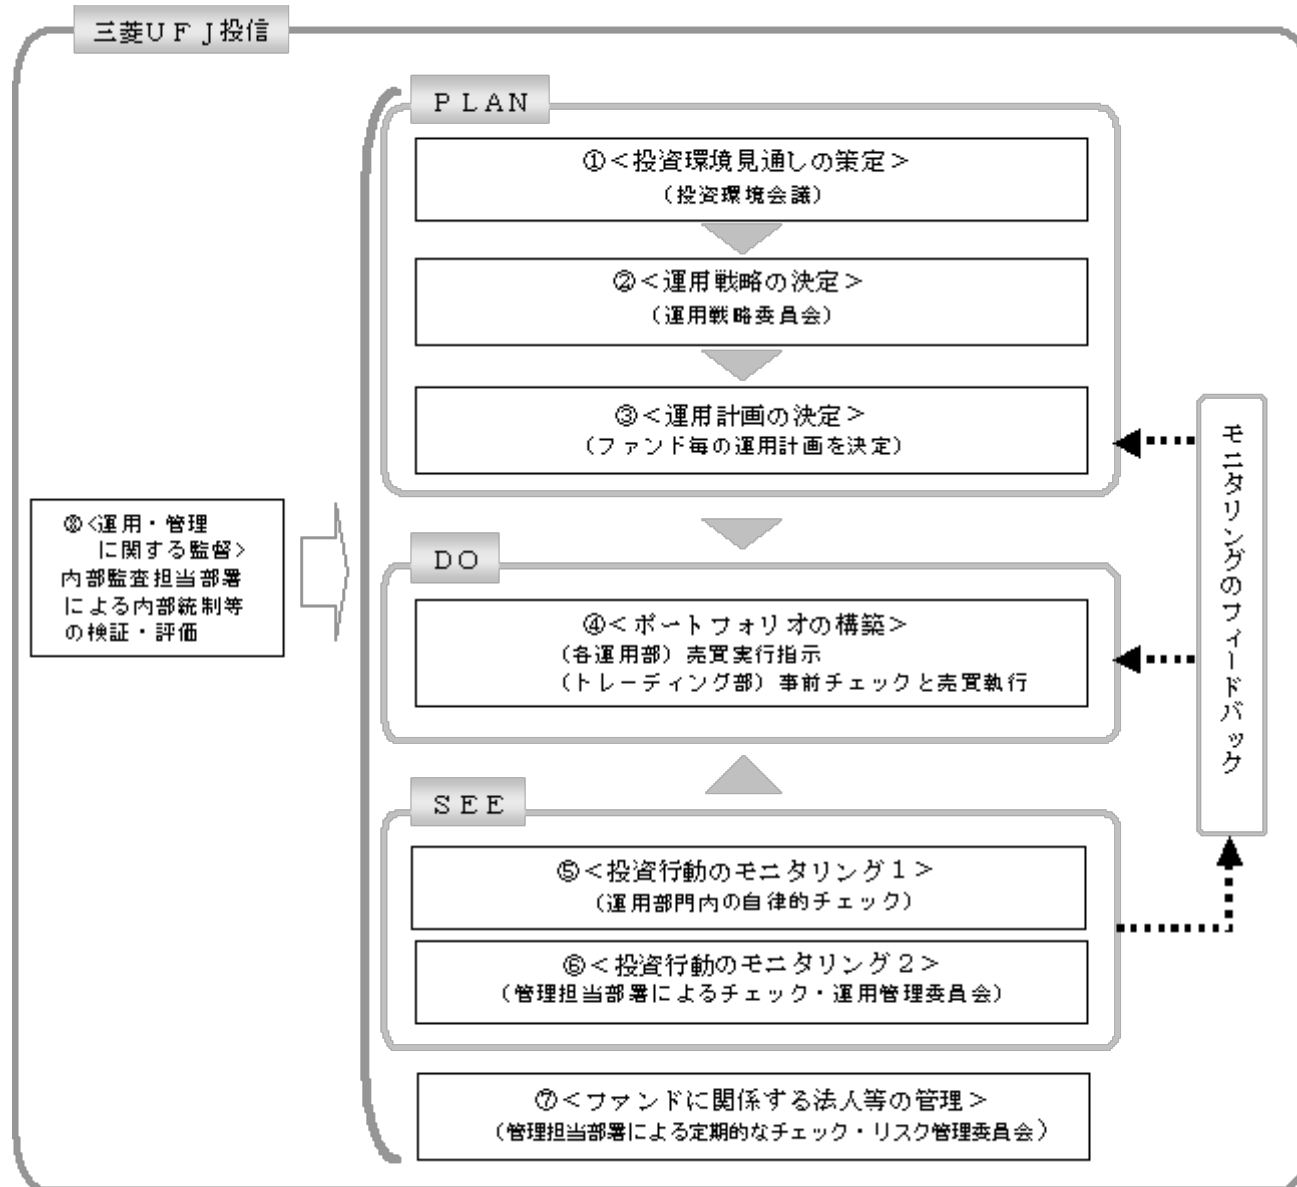 三菱ＵＦＪ投信
ＰＬＡＮ
①＜投資環境見通しの策定＞
（投資環境会議）
②＜運用戦略の決定＞
（運用戦略委員会）
③＜運用計画の決定＞
（ファンド毎の運用計画を決定）
⑧＜運用・管理
に関する監督＞
内部監査担当部署
による内部統制等
の検証・評価
ＤＯ
④＜ポートフォリオの構築＞
（各運用部）売買実行指示
（トレーディング部）事前チェックと売買執行
ＳＥＥ
⑤＜投資行動のモニタリング１＞
（運用部門内の自律的チェック）
⑥＜投資行動のモニタリング２＞
（管理担当部署によるチェック・運用管理委員会）
⑦＜ファンドに関係する法人等の管理＞
（管理担当部署による定期的なチェック・リスク管理委員会）
モニタリングのフィードバック